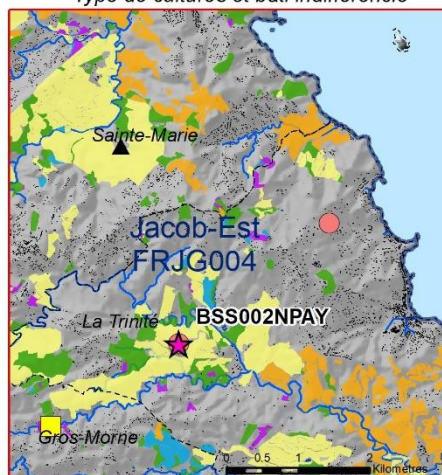 Type de cultures et bâti indifférencié
Sainte-Marie
Jacob-Est
FRJG004
La Trinité
BSS002NPAY
Gros-Morne
0 0.5 1 2
Kilomètres